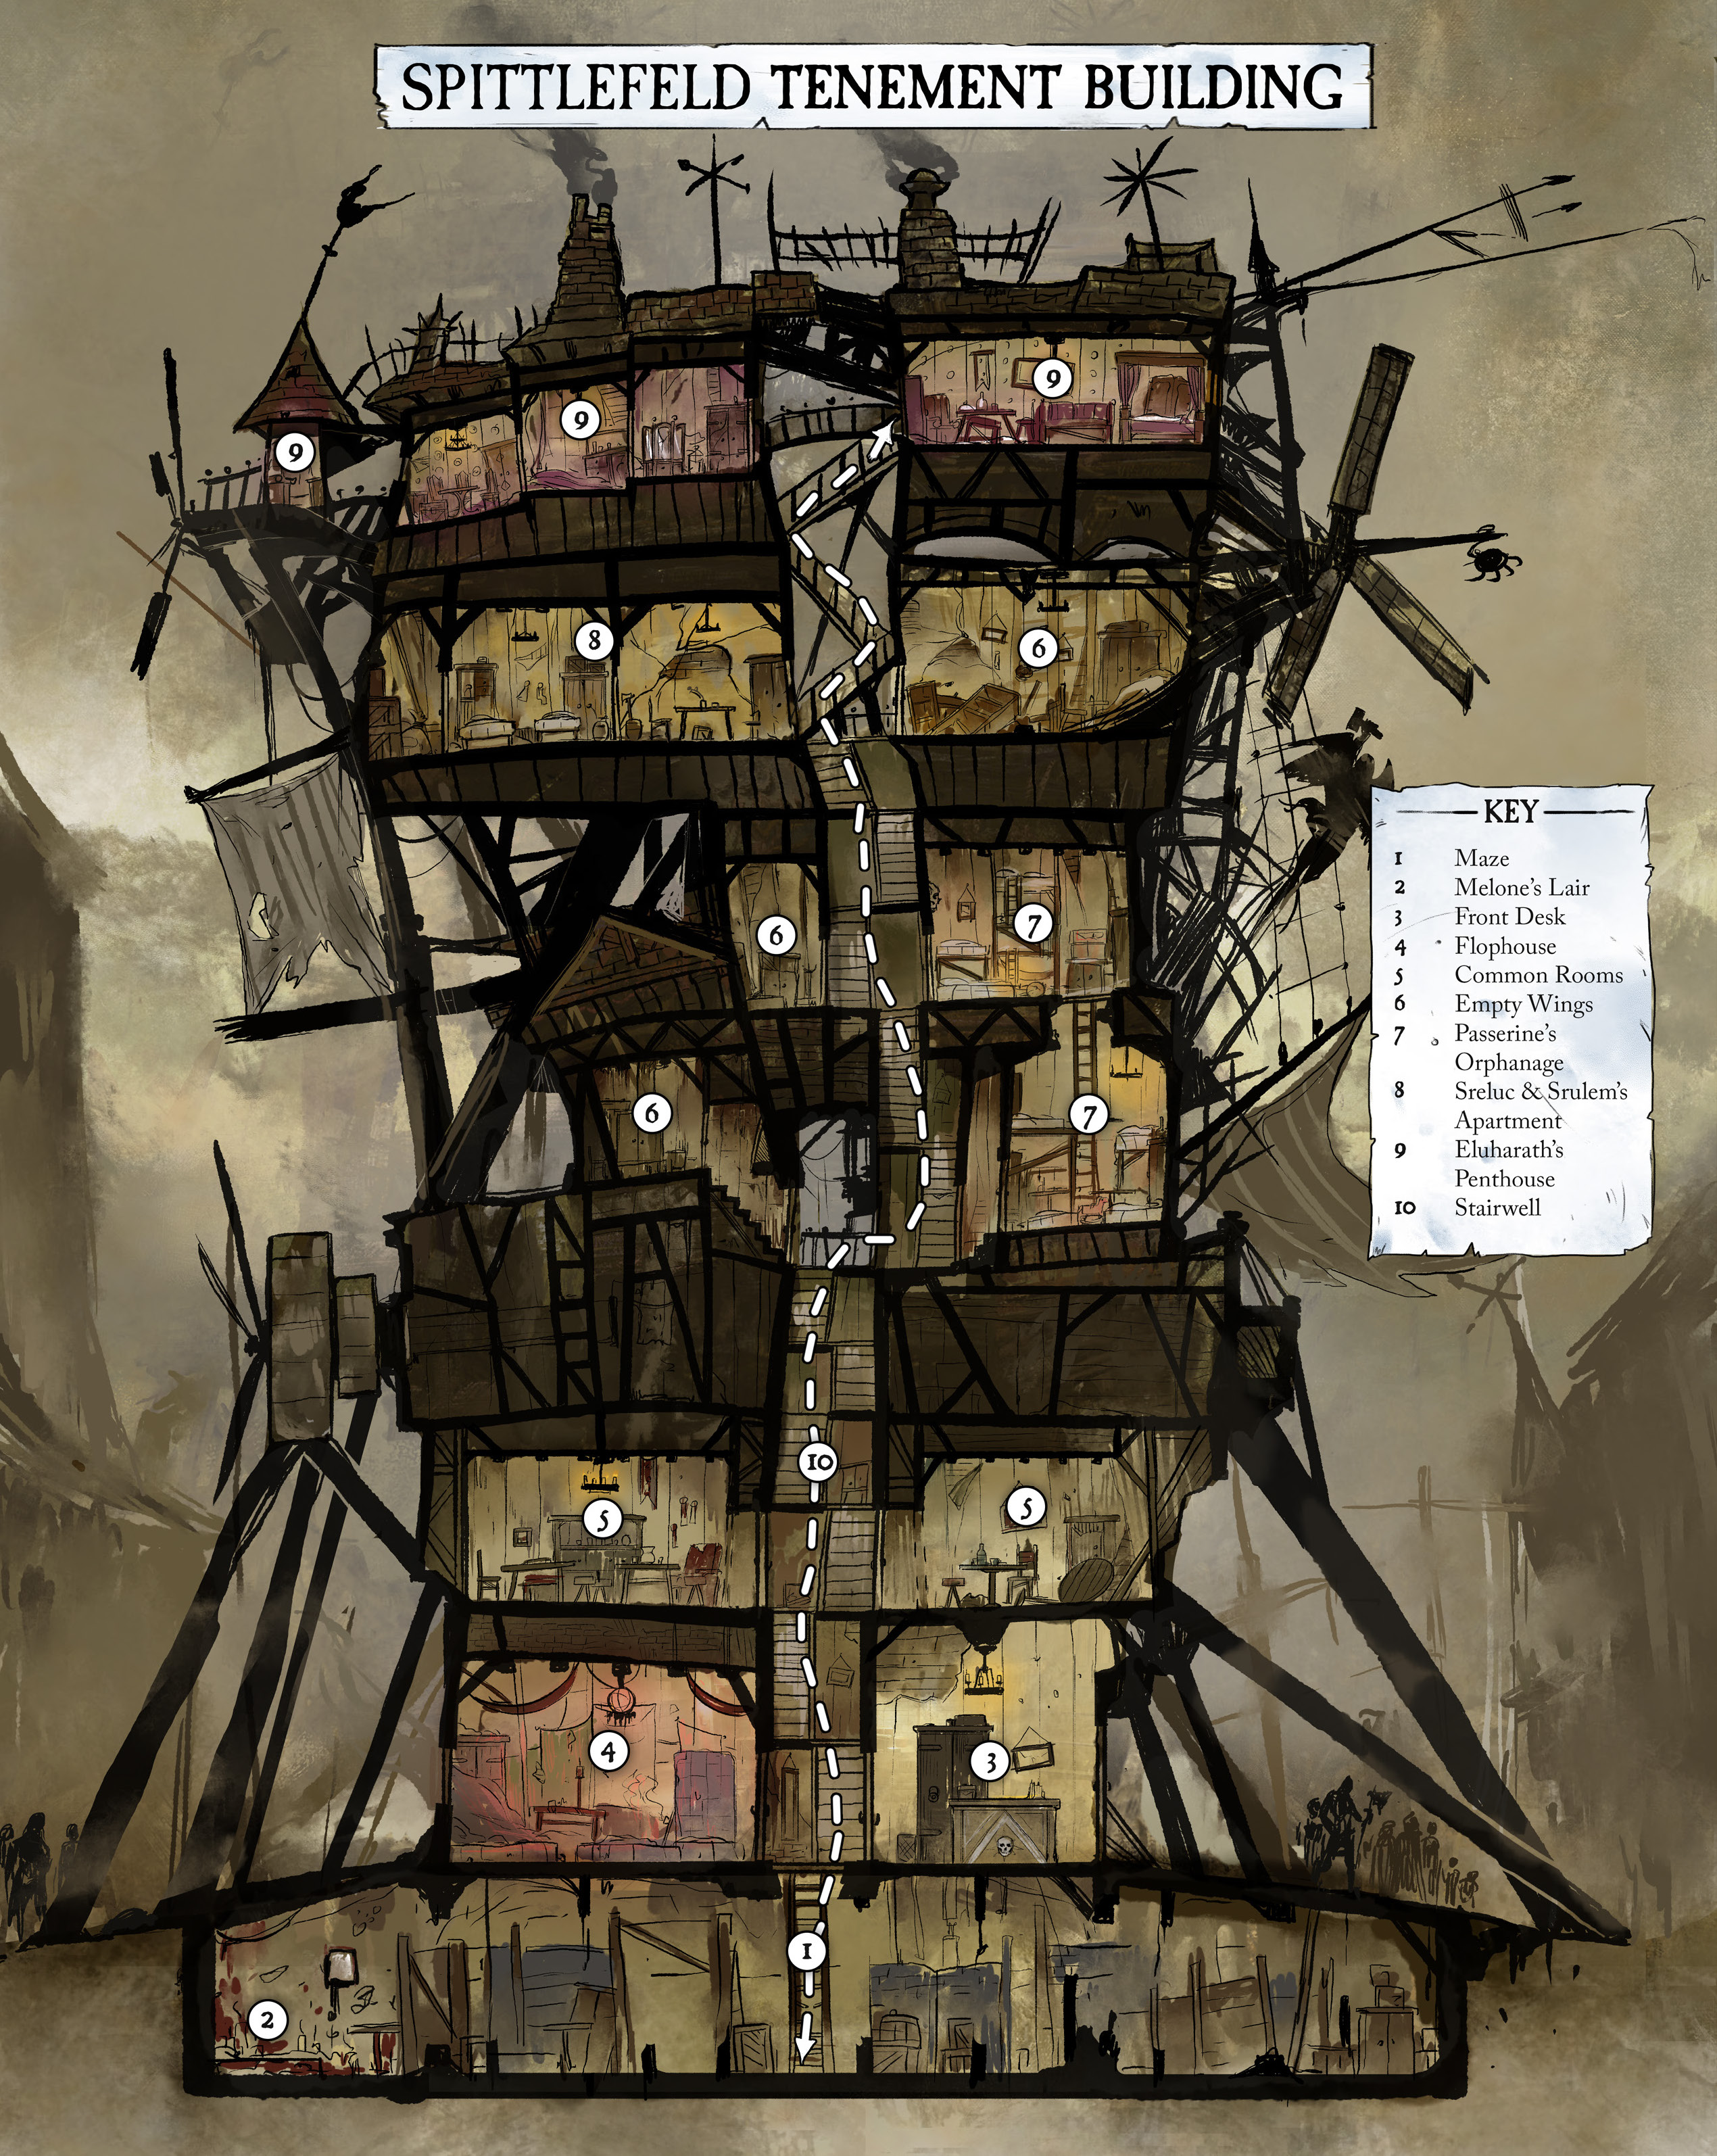 SPITTLEFELD TENEMENT BUILDING
9
9
9
8
6
6
7
6
7
10
5
5
4
3
1
2
KEY
1 Maze
2 Melone's Lair
3 Front Desk
4 Flophouse
5 Common Rooms
6 Empty Wings
7 Passerine's
Orphanage
8 Sreluc & Srulem's
Apartment
9 Eluharath's
Penthouse
10 Stairwell